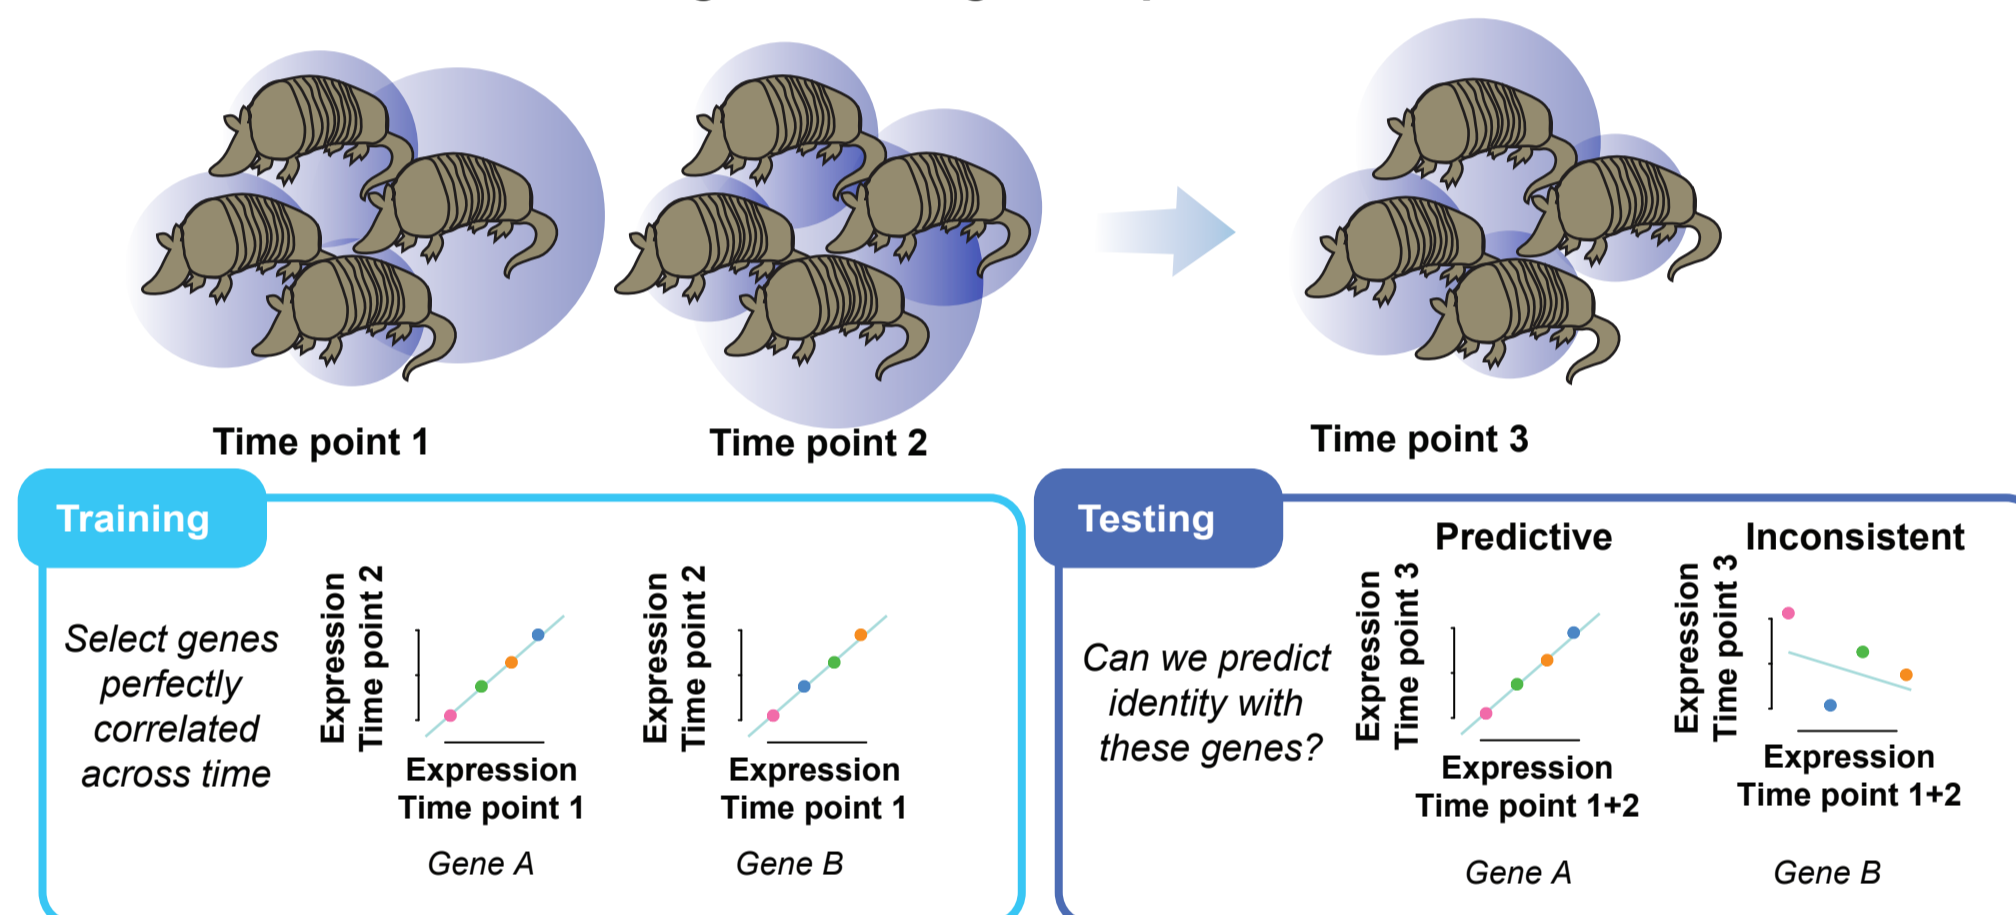 Time point 1
Time point 2
Time point 3
Training
Select genes
perfectly
correlated
across time
Expression
Time point 2
Expression
Time point 1
Gene A
Expression
Time point 2
Expression
Time point 1
Gene B
Testing
Can we predict
identity with
these genes?
Predictive
Expression
Time point 3
Expression
Time point 1+2
Gene A
Inconsistent
Expression
Time point 3
Expression
Time point 1+2
Gene B